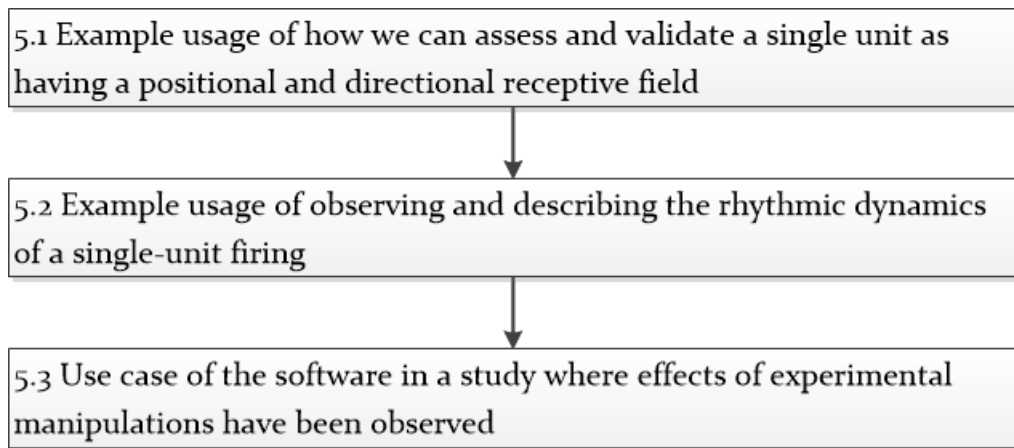 5.1 Example usage of how we can assess and validate a single unit as
having a positional and directional receptive field
5.2 Example usage of observing and describing the rhythmic dynamics
of a single-unit firing
5.3 Use case of the software in a study where effects of experimental
manipulations have been observed